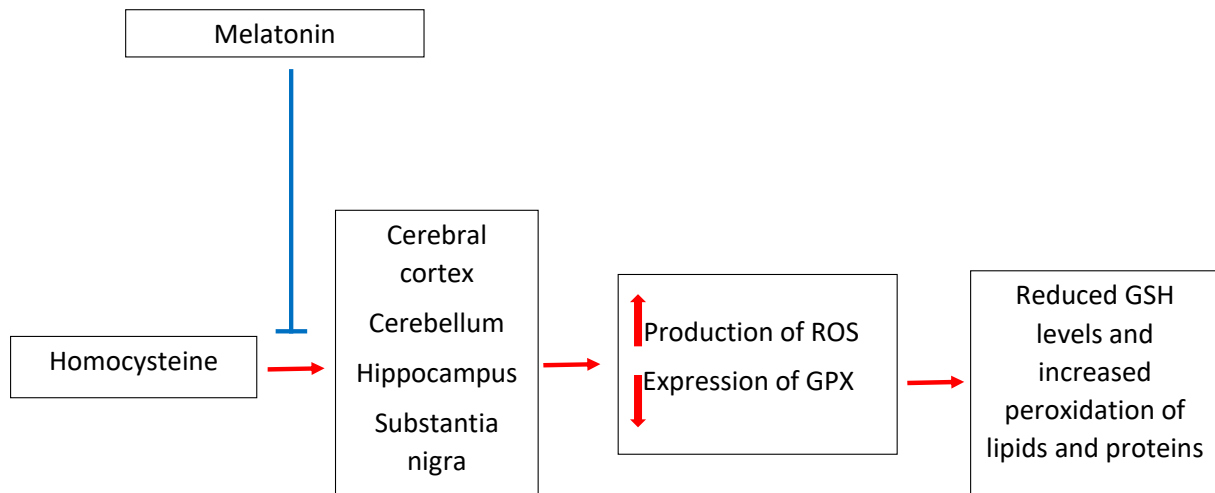 Melatonin
Homocysteine
Cerebral
cortex
Cerebellum
Hippocampus
Substantia
nigra
Production of ROS
Expression of GPX
Reduced GSH
levels and
increased
peroxidation of
lipids and proteins